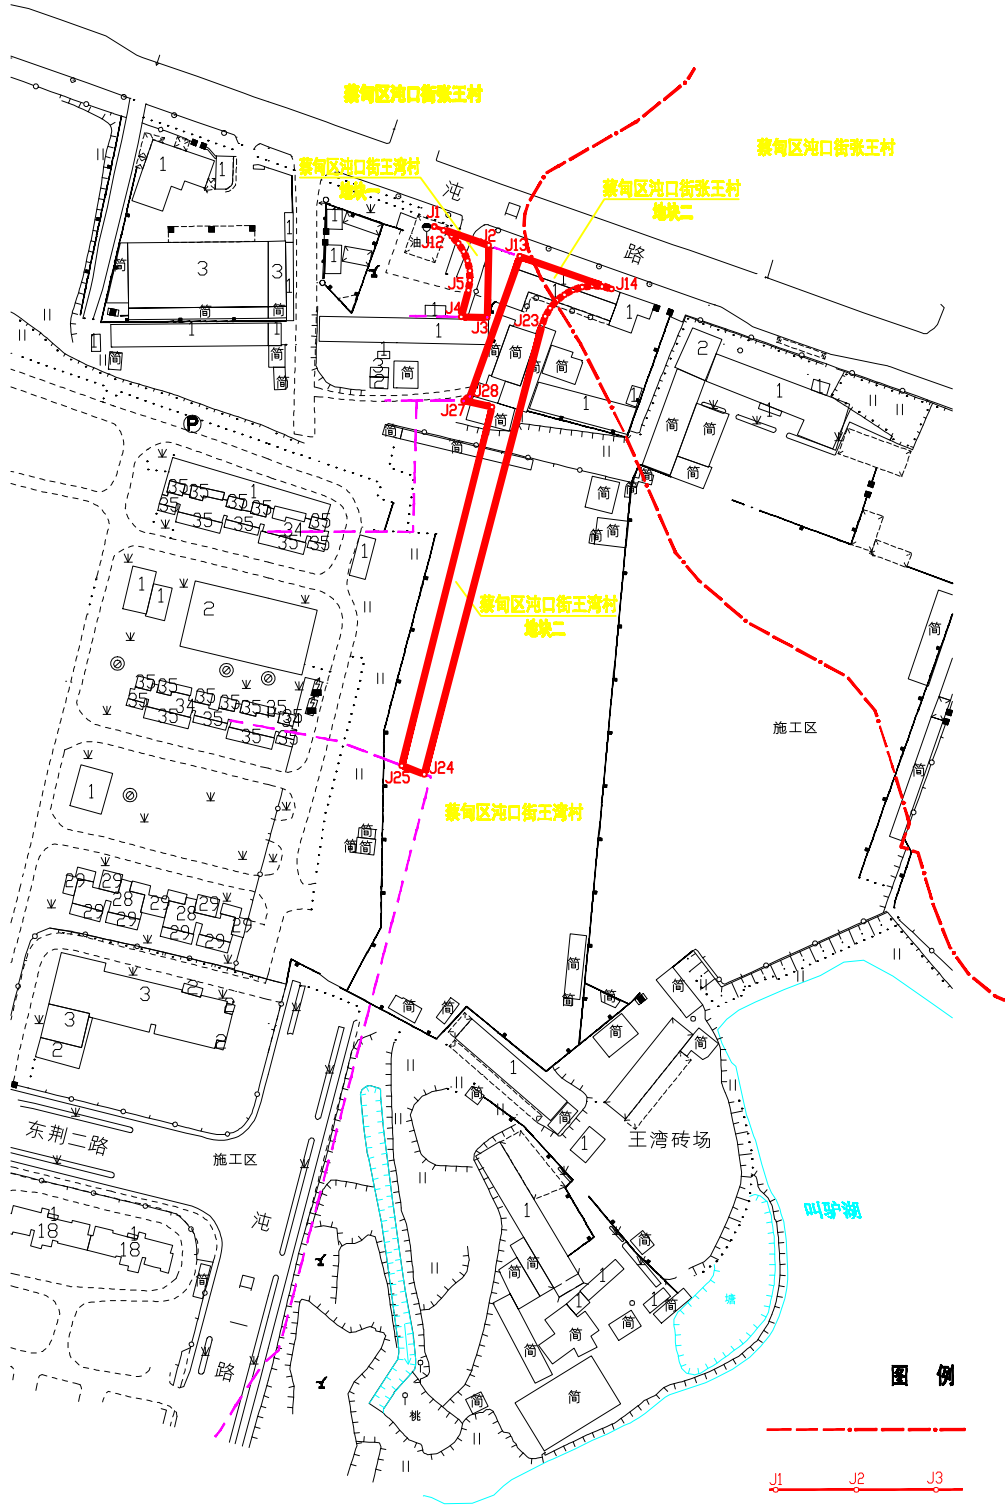 蔡甸区沌口街张王村
蔡甸区沌口街张王村
蔡甸区沌口街王湾村
地块一
蔡甸区沌口街张王村
地块二
沌
口
路
J1
J12
J2
J13
J14
J5
J4
J3
J23
J28
J27
油
P
蔡甸区沌口街王湾村
地块二
施工区
J25
J24
蔡甸区沌口街王湾村
东荆二路
施工区
王湾砖场
叫驴湖
塘
沌
口
一
路
桃
图 例
J1 J2 J3